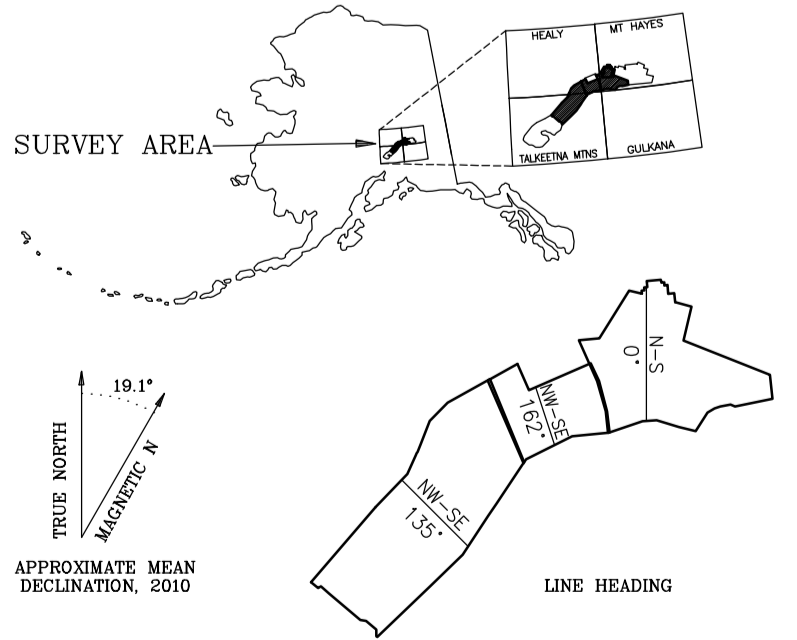 HEALY
MT HAYES
SURVEY AREA
TALKEETNA MTNS
GULKANA
19.1°
TRUE NORTH
MAGNETIC N
APPROXIMATE MEAN
DECLINATION, 2010
N-S
0°
NW-SE
162°
NW-SE
135°
LINE HEADING